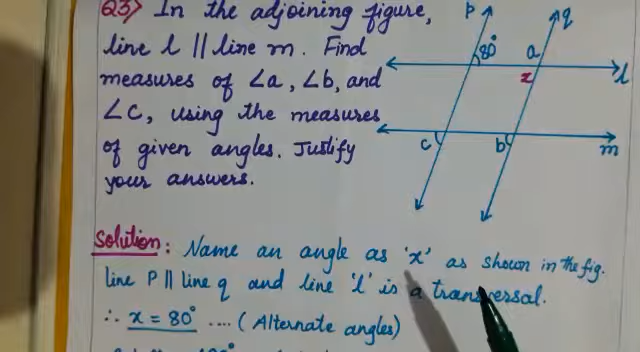 Q3) In the adjoining figure,
line l || line m. Find
measures of ∠a, ∠b, and
∠c, using the measures
of given angles. Justify
your answers.
p
q
80°
a
x
l
c
b
m
Solution: Name an angle as 'x' as shown in the fig.
line P || line q and line 'l' is a transversal.
∴ x = 80° .... (Alternate angles)